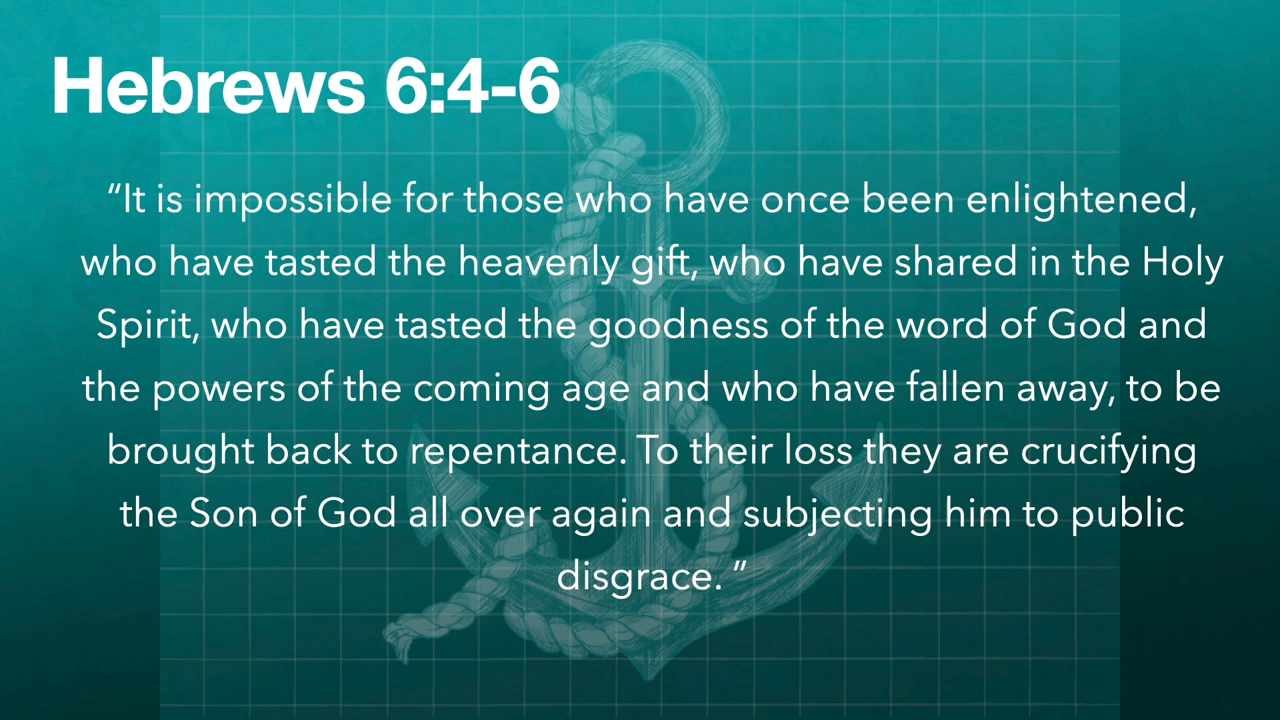 Hebrews 6:4-6
“It is impossible for those who have once been enlightened,
who have tasted the heavenly gift, who have shared in the Holy
Spirit, who have tasted the goodness of the word of God and
the powers of the coming age and who have fallen away, to be
brought back to repentance. To their loss they are crucifying
the Son of God all over again and subjecting him to public
disgrace. ”